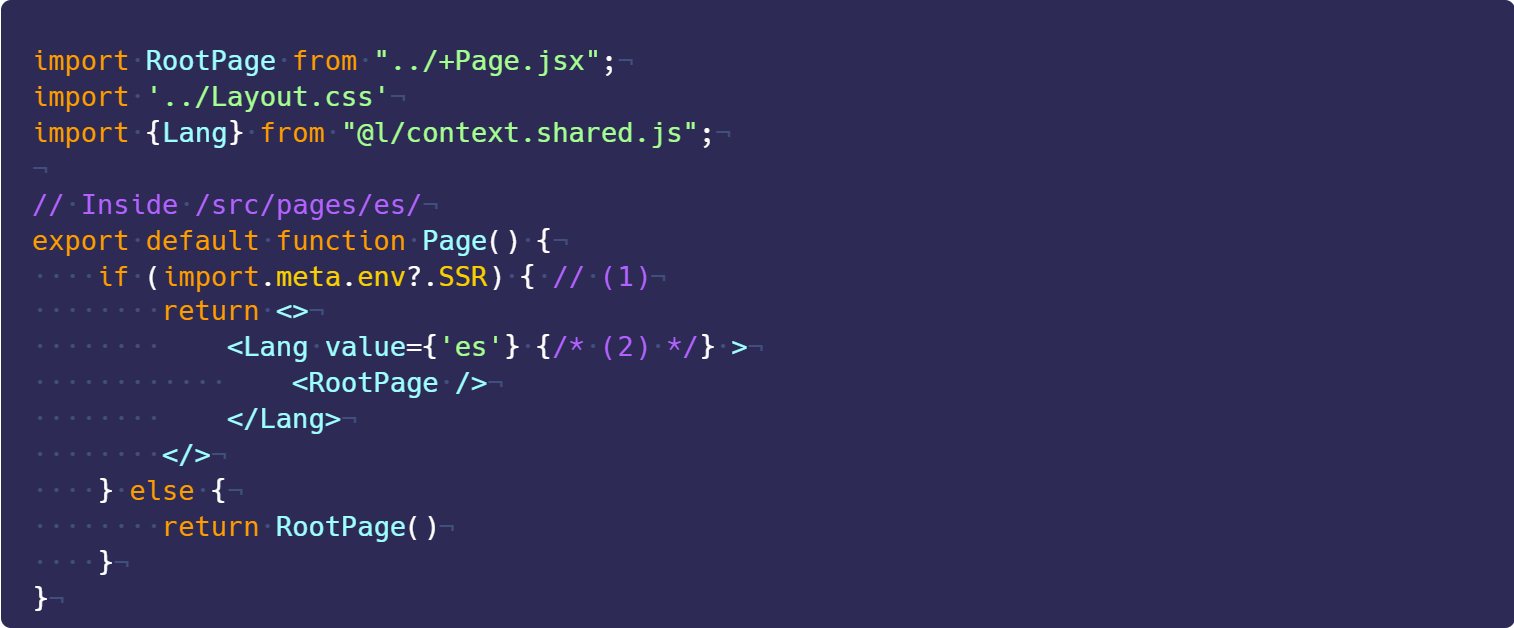 import RootPage from "../+Page.jsx";
import '../Layout.css'
import {Lang} from "@l/context.shared.js";

// Inside /src/pages/es/
export default function Page() {
    if (import.meta.env?.SSR) { // (1)
        return <>
            <Lang value={'es'} {/* (2) */} >
                <RootPage />
            </Lang>
        </>
    } else {
        return RootPage()
    }
}